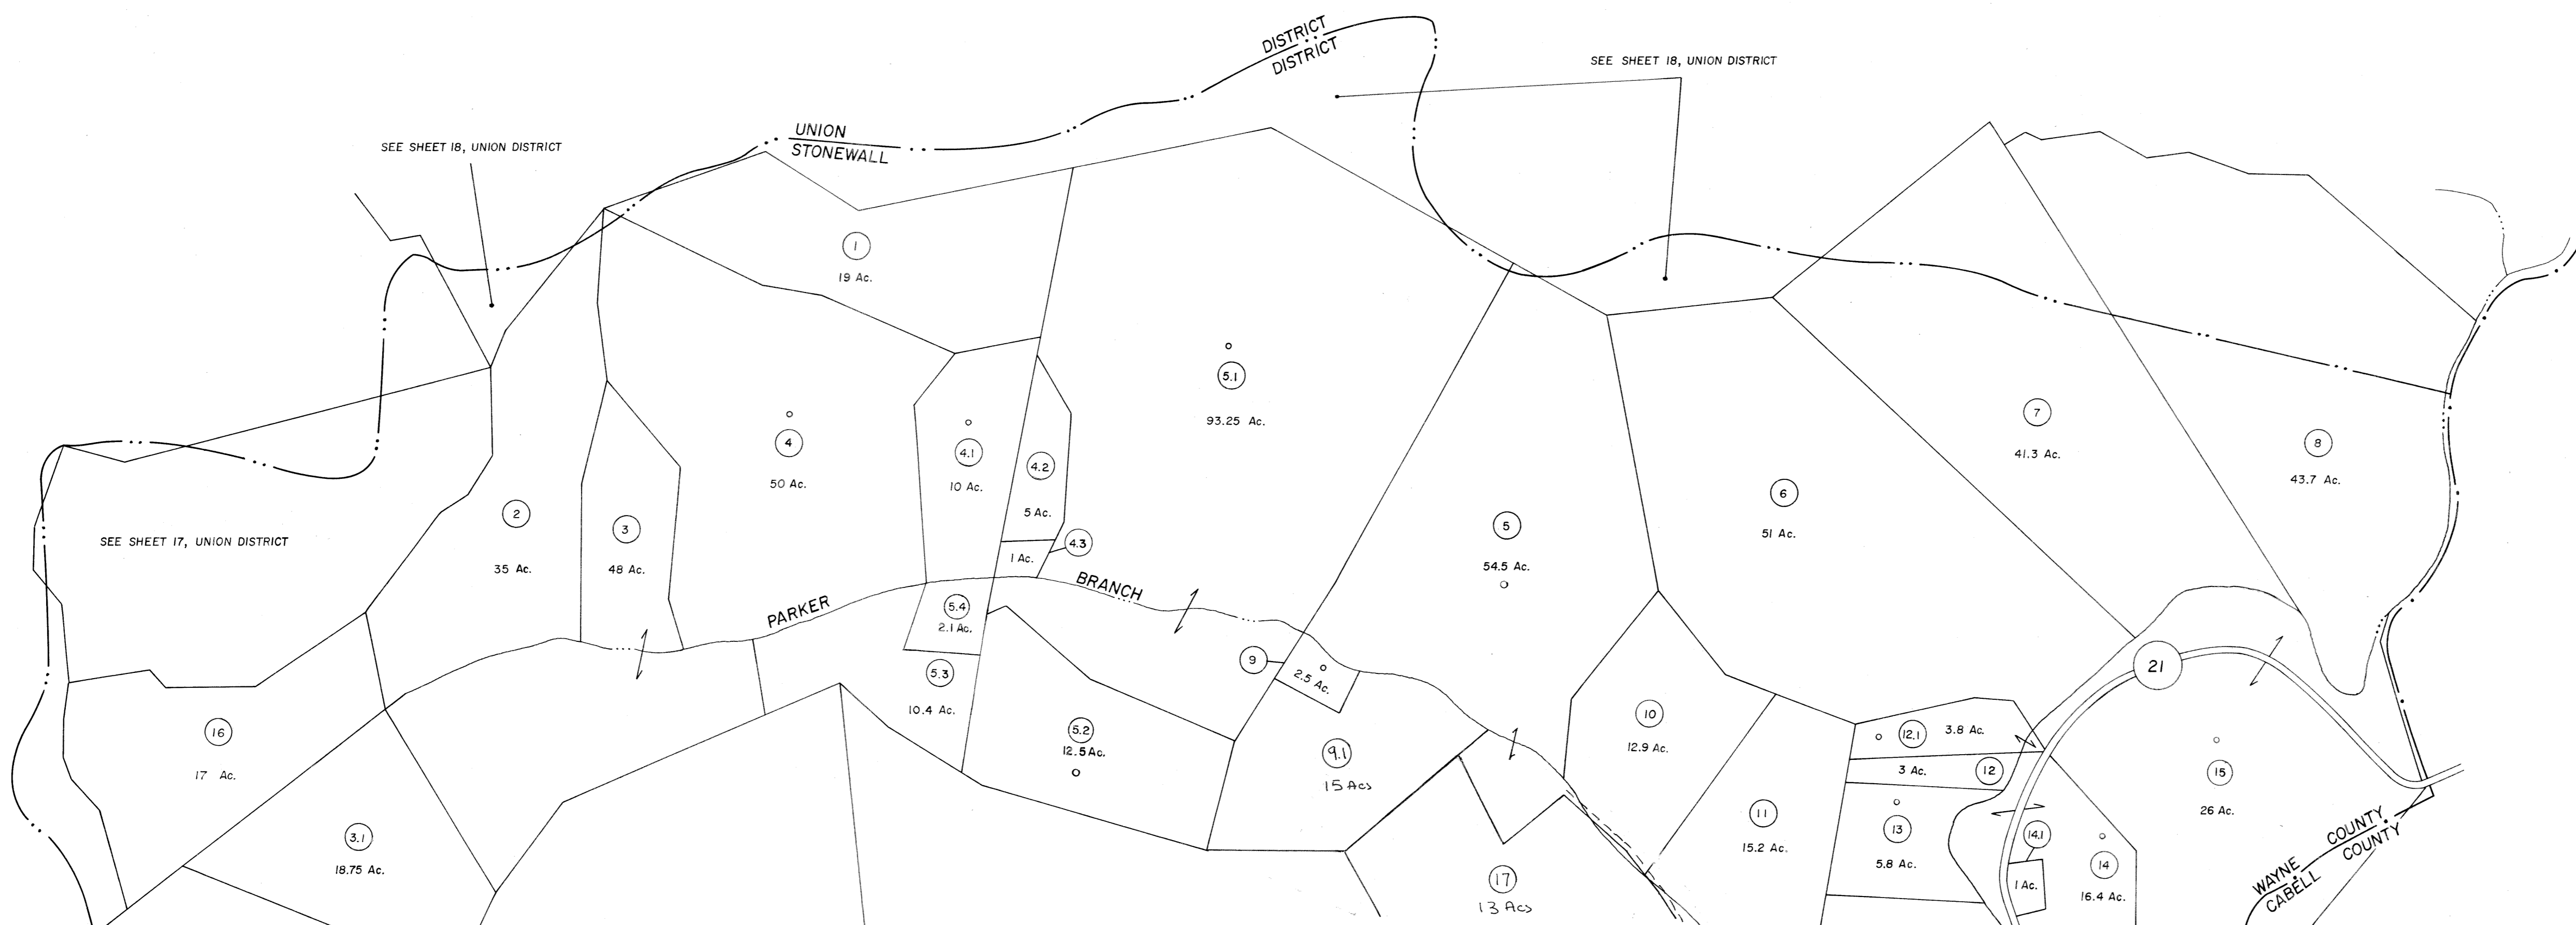 DISTRICT
DISTRICT
SEE SHEET 18, UNION DISTRICT
UNION
STONEWALL
SEE SHEET 18, UNION DISTRICT
1
19 Ac.
5.1
93.25 Ac.
7
41.3 Ac.
8
43.7 Ac.
4
50 Ac.
4.1
10 Ac.
4.2
5 Ac.
6
51 Ac.
2
35 Ac.
3
48 Ac.
SEE SHEET 17, UNION DISTRICT
5
54.5 Ac.
4.3
1 Ac.
PARKER BRANCH
5.4
2.1 Ac.
5.3
10.4 Ac.
9
2.5 Ac.
21
16
17 Ac.
5.2
12.5 Ac.
9.1
15 Acs
10
12.9 Ac.
12.1
3.8 Ac.
3 Ac.
12
15
26 Ac.
3.1
18.75 Ac.
11
15.2 Ac.
13
5.8 Ac.
14.1
1 Ac.
14
16.4 Ac.
17
13 Acs
WAYNE COUNTY
CABELL COUNTY